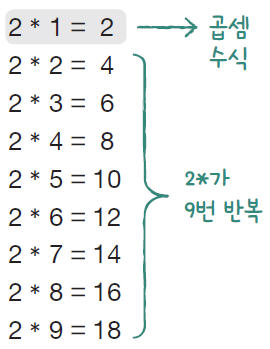 2 * 1 = 2
곱셈
수식
2 * 2 = 4
2 * 3 = 6
2 * 4 = 8
2 * 5 = 10
2*가
9번 반복
2 * 6 = 12
2 * 7 = 14
2 * 8 = 16
2 * 9 = 18